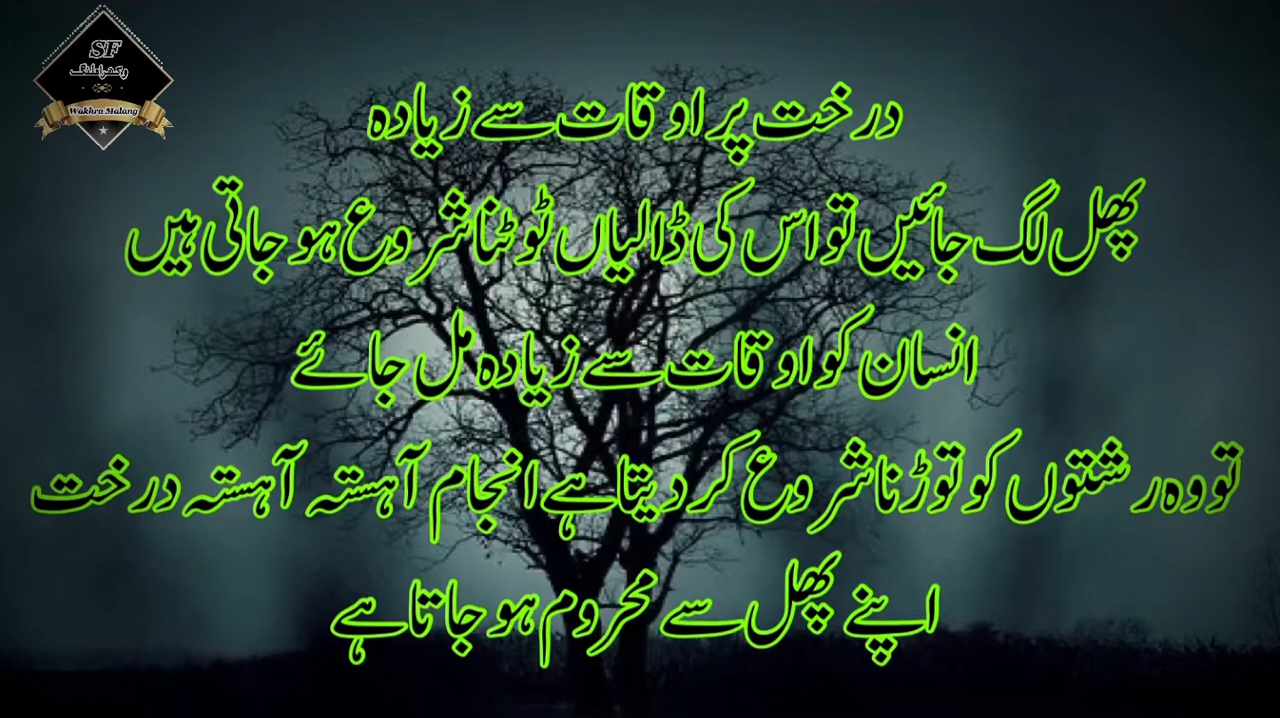 SF
وکھرا ملنگ
Wakhra Malang
درخت پر اوقات سے زیادہ
پھل لگ جائیں تو اس کی ڈالیاں ٹوٹنا شروع ہو جاتی ہیں
انسان کو اوقات سے زیادہ مل جائے
تو وہ رشتوں کو توڑنا شروع کر دیتا ہے انجام آہستہ آہستہ درخت
اپنے پھل سے محروم ہو جاتا ہے